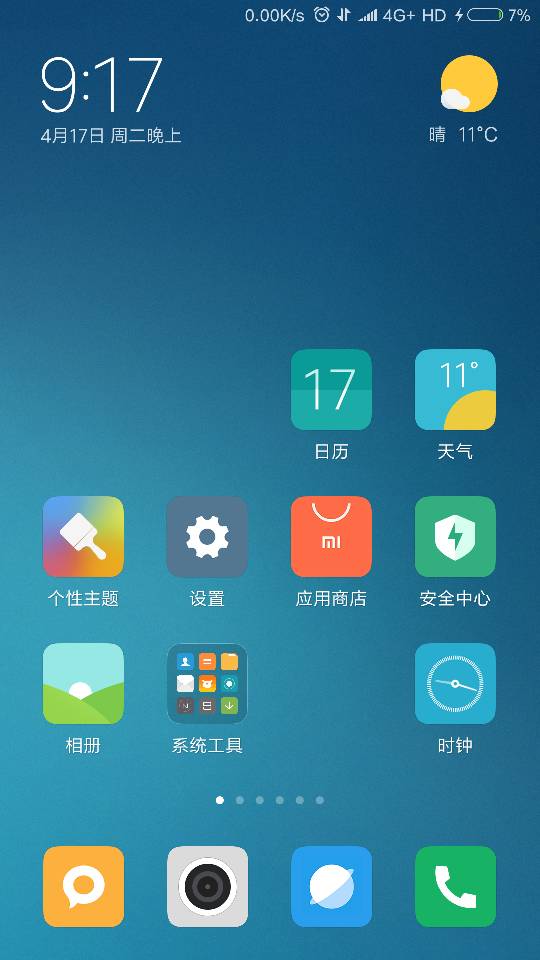 0.00K/s 4G+ HD 7%
9:17
4月17日 周二晚上
晴 11°C
17
11°
日历
天气
mi
个性主题
设置
应用商店
安全中心
相册
系统工具
时钟